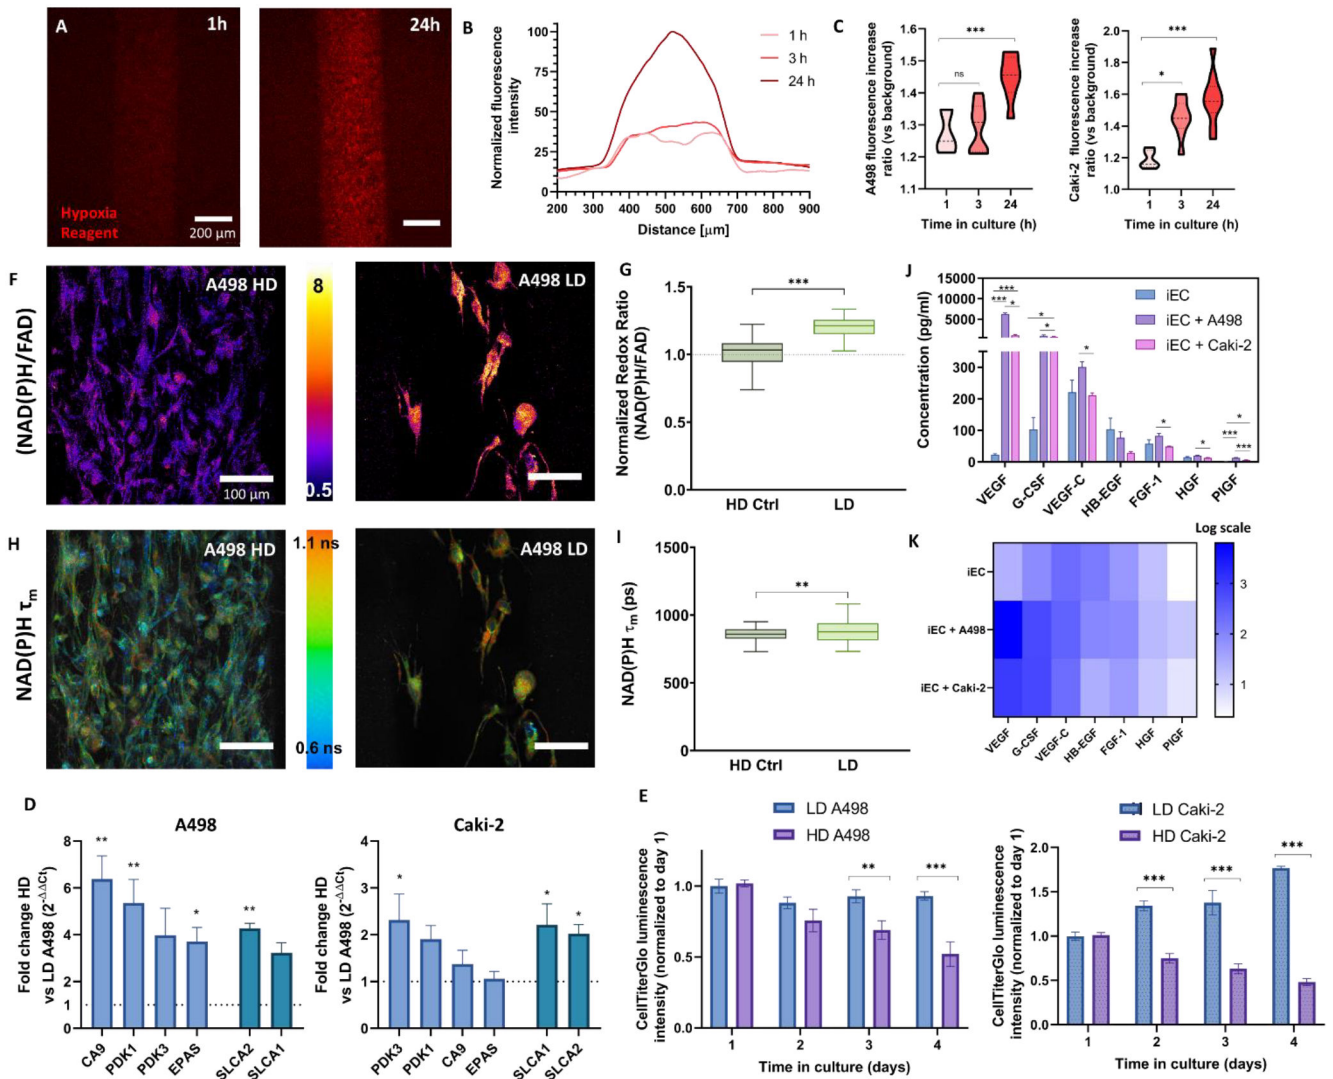 A
1h
24h
Hypoxia
Reagent
200 µm
B
Normalized fluorescence
intensity
100
75
50
25
0
200 300 400 500 600 700 800 900
Distance [µm]
1 h
3 h
24 h
C
A498 fluorescence increase
ratio (vs background)
1.6
1.5
1.4
1.3
1.2
1.1
ns
***
1 3 24
Time in culture (h)
Caki-2 fluorescence increase
ratio (vs background)
2.0
1.8
1.6
1.4
1.2
1.0
*
***
1 3 24
Time in culture (h)
F
(NAD(P)H/FAD)
A498 HD
100 µm
8
0.5
A498 LD
G
Normalized Redox Ratio
(NAD(P)H/FAD)
1.5
1.0
0.5
0.0
***
HD Ctrl LD
J
Concentration (pg/ml)
15000
10000
5000
300
200
100
0
iEC
iEC + A498
iEC + Caki-2
***
*** *
*
*
*
*
*
*
***
***
VEGF
G-CSF
VEGF-C
HB-EGF
FGF-1
HGF
PlGF
H
NAD(P)H τm
A498 HD
1.1 ns
0.6 ns
A498 LD
I
NAD(P)H τm (ps)
1500
1000
500
0
**
HD Ctrl LD
K
Log scale
3
2
1
iEC
iEC + A498
iEC + Caki-2
VEGF
G-CSF
VEGF-C
HB-EGF
FGF-1
HGF
PlGF
D
A498
Fold change HD
vs LD A498 (2-ΔΔCt)
8
6
4
2
1
0
**
**
*
**
CA9
PDK1
PDK3
EPAS
SLCA2
SLCA1
Caki-2
Fold change HD
vs LD A498 (2-ΔΔCt)
4
3
2
1
0
*
*
*
PDK3
PDK1
CA9
EPAS
SLCA1
SLCA2
E
LD A498
HD A498
CellTiterGlo luminescence
intensity (normalized to day 1)
1.0
0.5
0.0
**
***
1 2 3 4
Time in culture (days)
LD Caki-2
HD Caki-2
CellTiterGlo luminescence
intensity (normalized to day 1)
2.0
1.5
1.0
0.5
0.0
***
***
***
1 2 3 4
Time in culture (days)